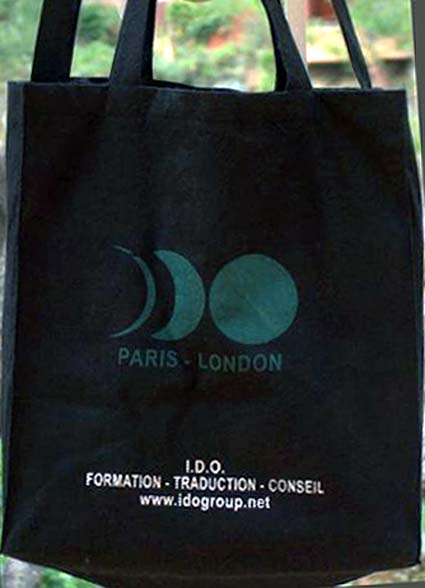 PARIS - LONDON
I.D.O.
FORMATION - TRADUCTION - CONSEIL
www.idogroup.net